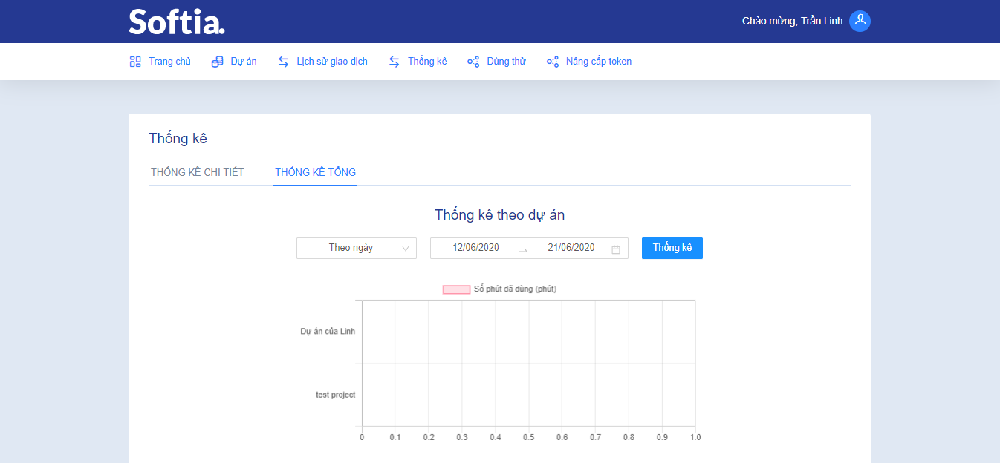 Softia.
Chào mừng, Trần Linh
Trang chủ Dự án Lịch sử giao dịch Thống kê Dùng thử Nâng cấp token
Thống kê
THỐNG KÊ CHI TIẾT THỐNG KÊ TỔNG
Thống kê theo dự án
Theo ngày 12/06/2020 21/06/2020 Thống kê
Số phút đã dùng (phút)
Dự án của Linh
test project
0 0.1 0.2 0.3 0.4 0.5 0.6 0.7 0.8 0.9 1.0